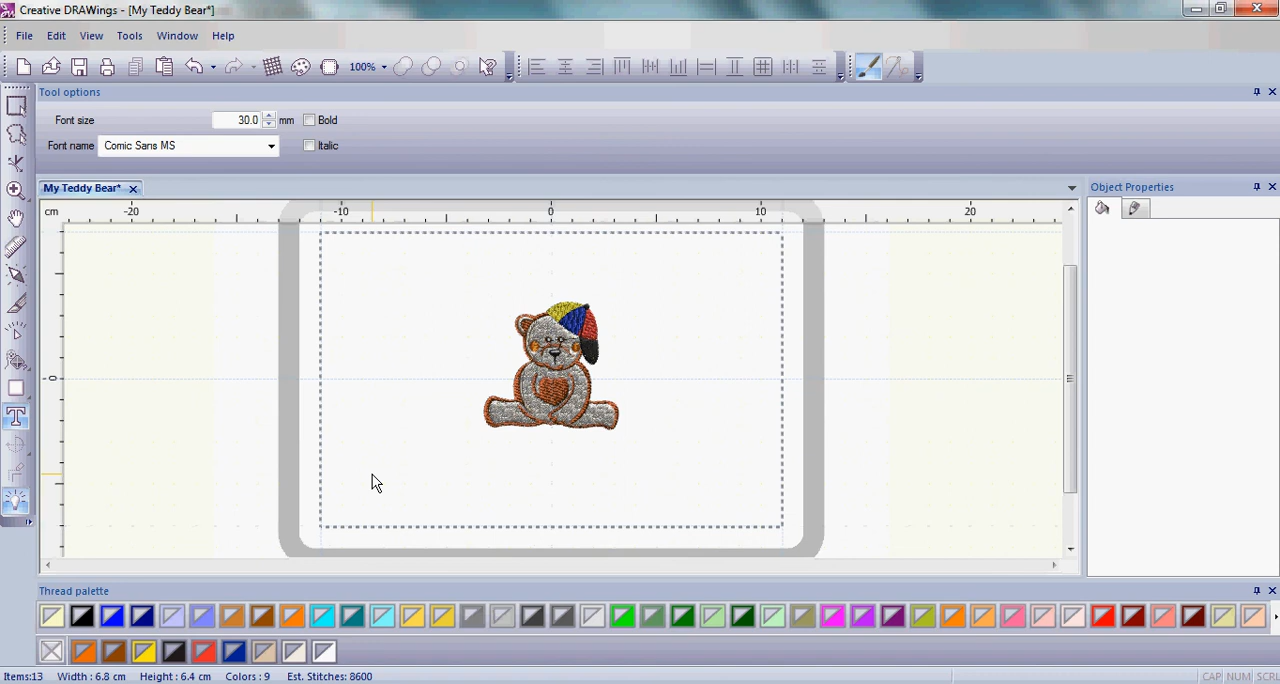 Creative DRAWings - [My Teddy Bear*]
File Edit View Tools Window Help
100%
Tool options
Font size 30.0 mm Bold
Font name Comic Sans MS Italic
My Teddy Bear*
Object Properties
cm -20 -10 0 10 20
0
T
Thread palette
Items:13 Width : 6.8 cm Height : 6.4 cm Colors : 9 Est. Stitches: 8600 CAP NUM SCRL